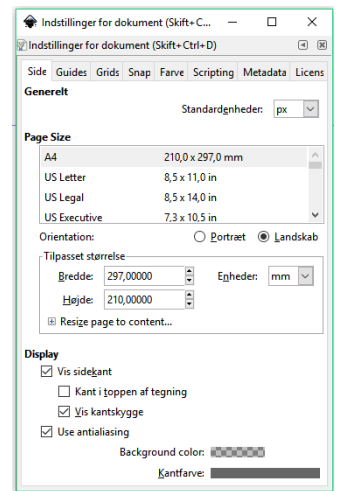 Indstillinger for dokument (Skift+C...
Indstillinger for dokument (Skift+Ctrl+D)
Side Guides Grids Snap Farve Scripting Metadata Licens
Generelt
Standardenheder: px
Page Size
A4 210,0 x 297,0 mm
US Letter 8,5 x 11,0 in
US Legal 8,5 x 14,0 in
US Executive 7,3 x 10,5 in
Orientation: Portræt Landskab
Tilpasset størrelse
Bredde: 297,00000 Enheder: mm
Højde: 210,00000
Resize page to content...
Display
Vis sidekant
Kant i toppen af tegning
Vis kantskygge
Use antialiasing
Background color:
Kantfarve: